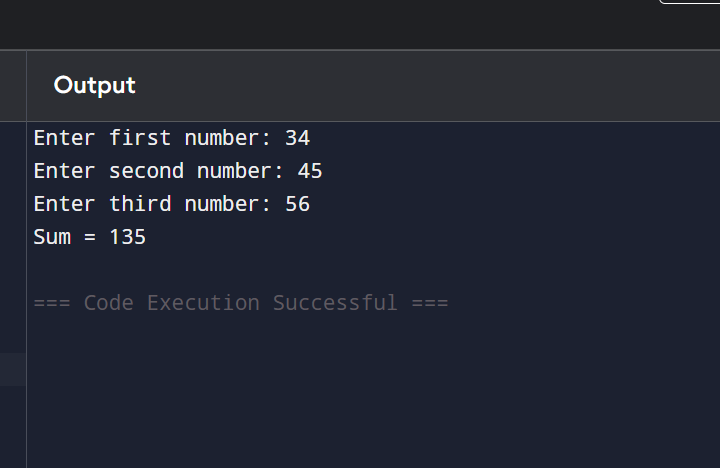 Output
Enter first number: 34
Enter second number: 45
Enter third number: 56
Sum = 135
=== Code Execution Successful ===